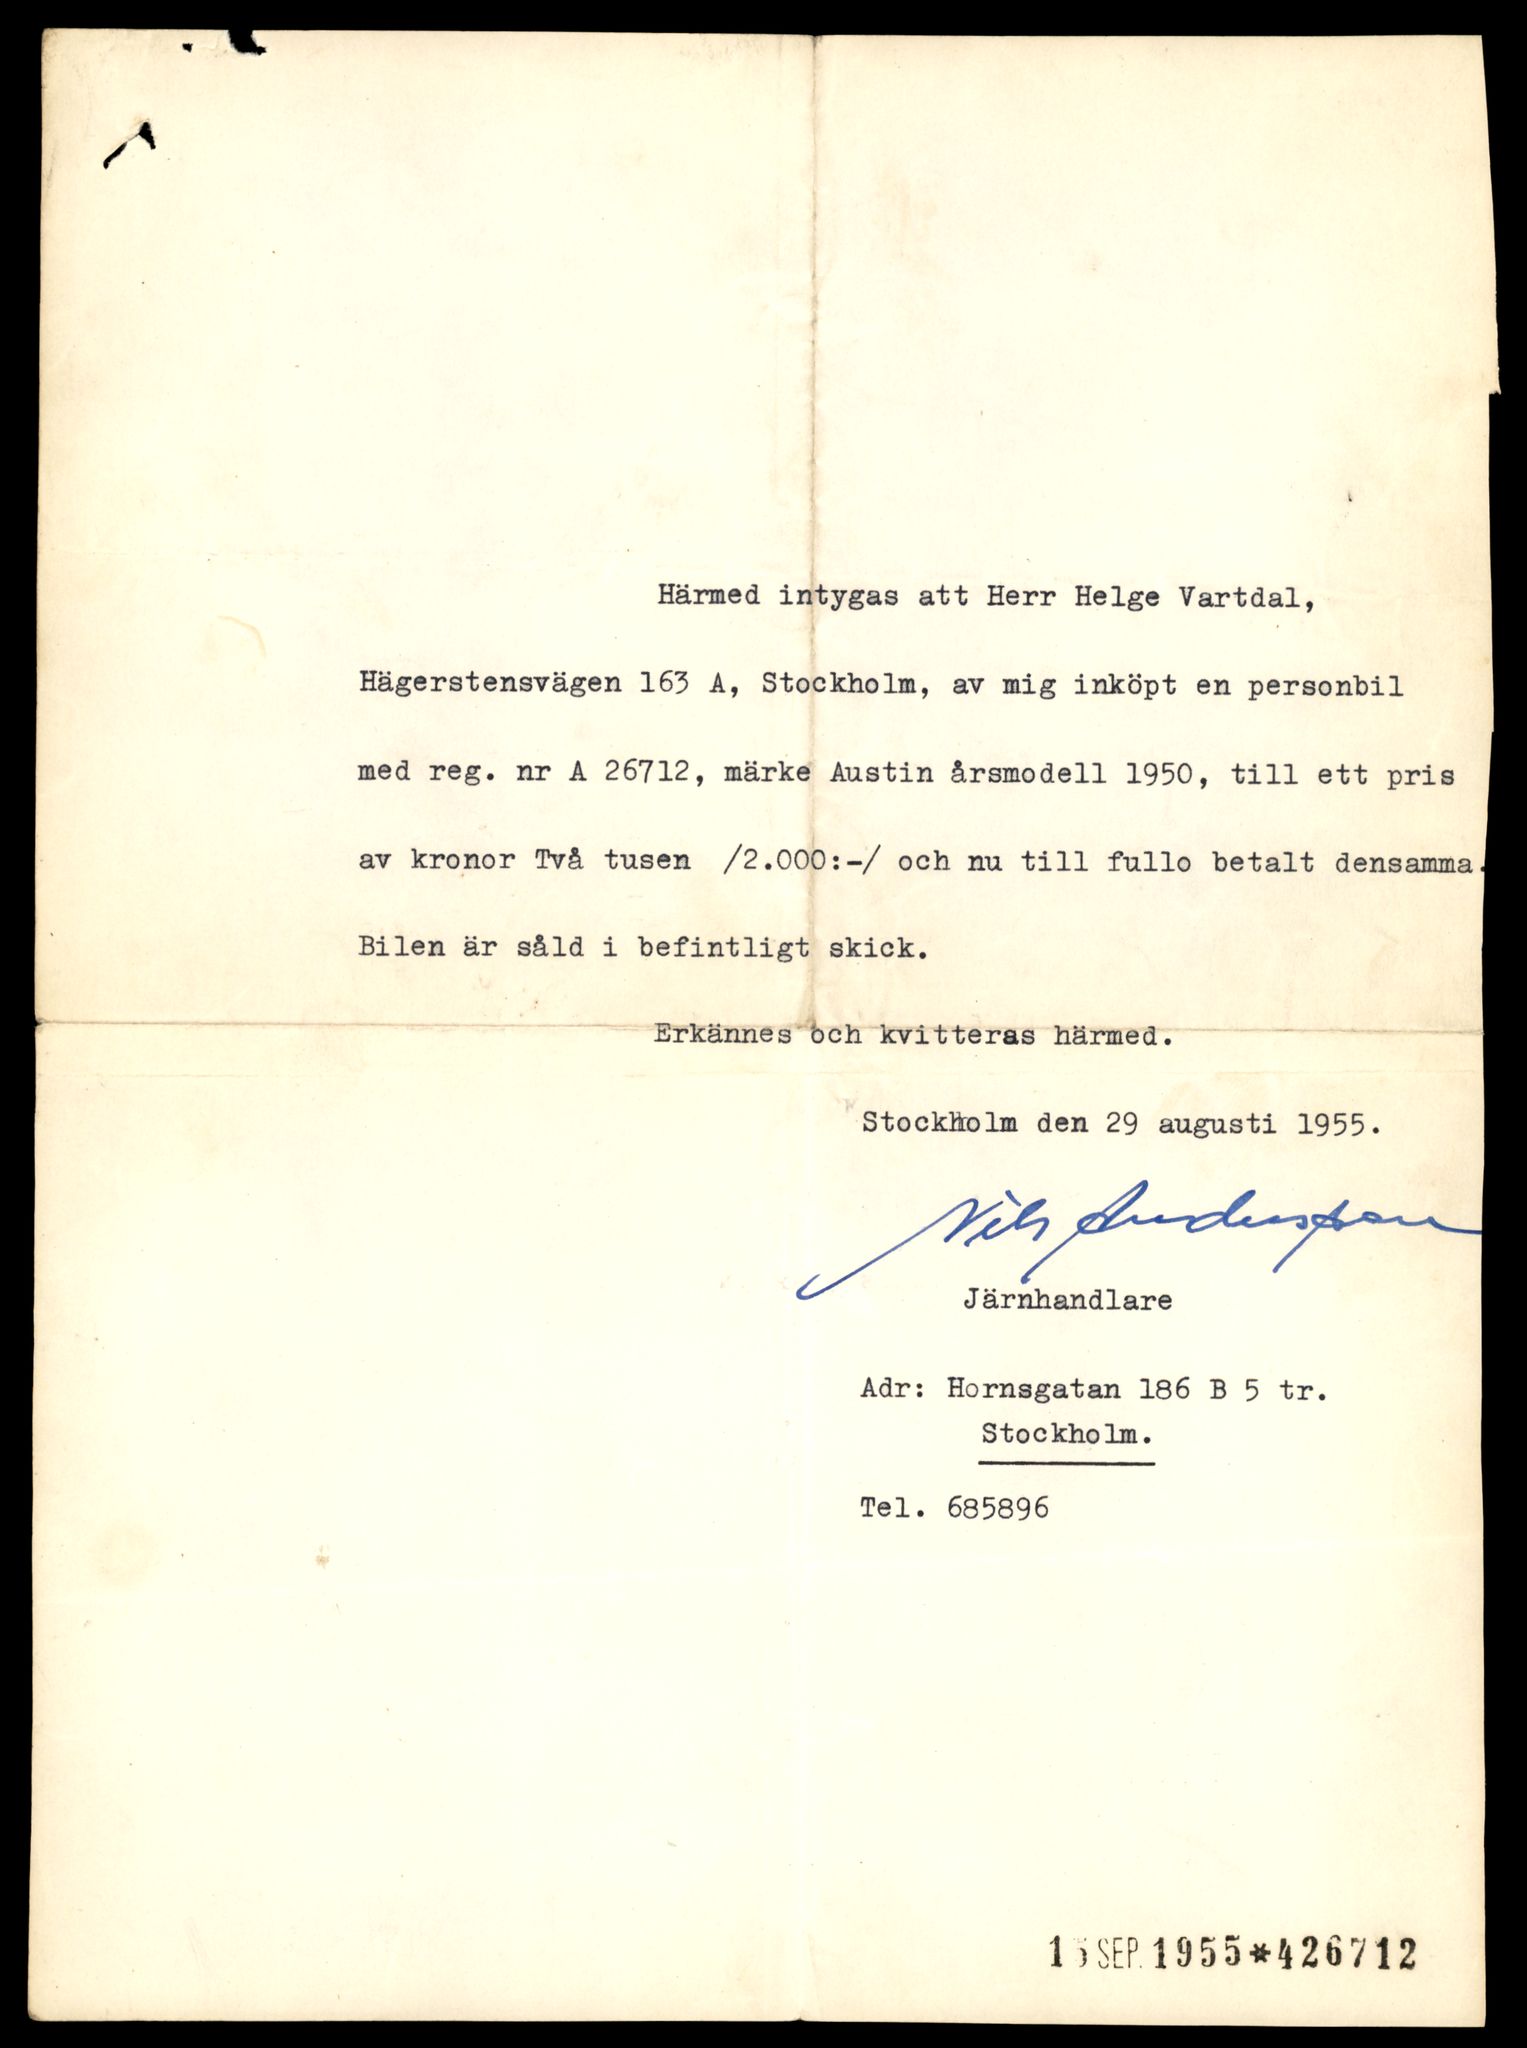 Härmed intygas att Herr Helge Vartdal,
Hägerstensvägen 163 A, Stockholm, av mig inköpt en personbil
med reg. nr A 26712, märke Austin årsmodell 1950, till ett pris
av kronor Två tusen /2.000:-/ och nu till fullo betalt densamma.
Bilen är såld i befintligt skick.
Erkännes och kvitteras härmed.
Stockholm den 29 augusti 1955.
Nils Andersson
Järnhandlare
Adr: Hornsgatan 186 B 5 tr.
Stockholm.
Tel. 685896
SEP. 1955*426712